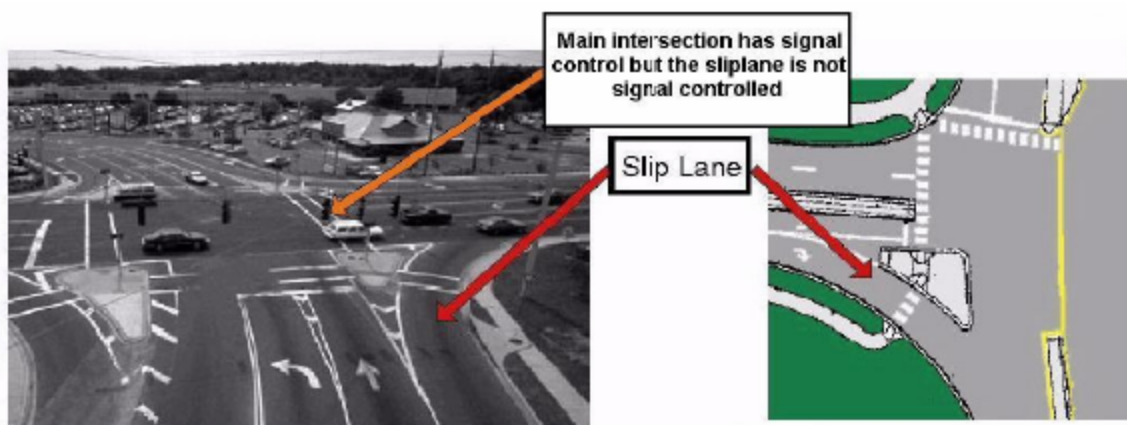 Main intersection has signal
control but the sliplane is not
signal controlled
Slip Lane